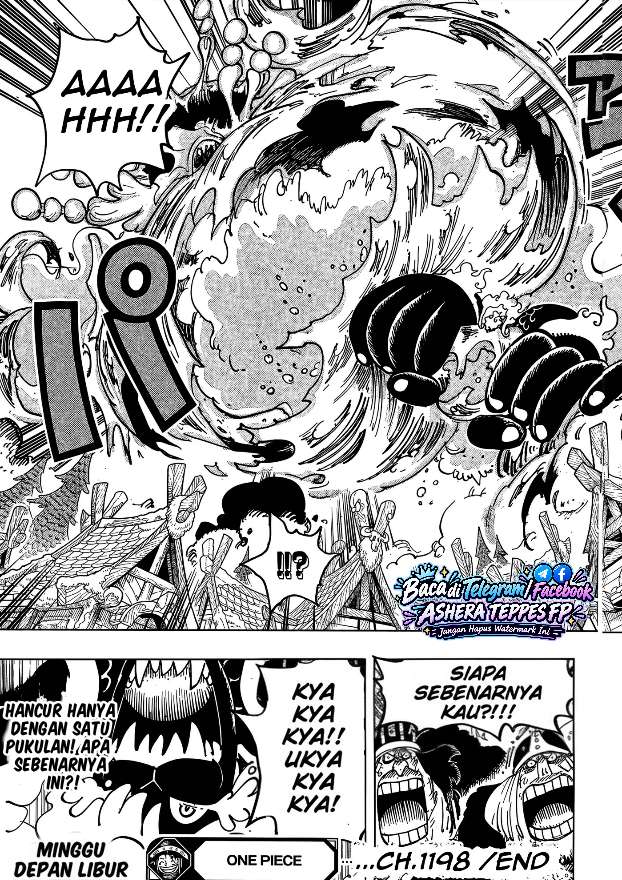 AAAA
HHH!!
パパ
!!?
Baca di Telegram/Facebook
ASHERA TEPPES FP
Jangan Hapus Watermark Ini
KYA
KYA
KYA!!
UKYA
KYA
KYA!
HANCUR HANYA
DENGAN SATU
PUKULAN! APA
SEBENARNYA
INI?!
SIAPA
SEBENARNYA
KAU?!!!
MINGGU
DEPAN LIBUR
ONE PIECE
...CH.1198 /END